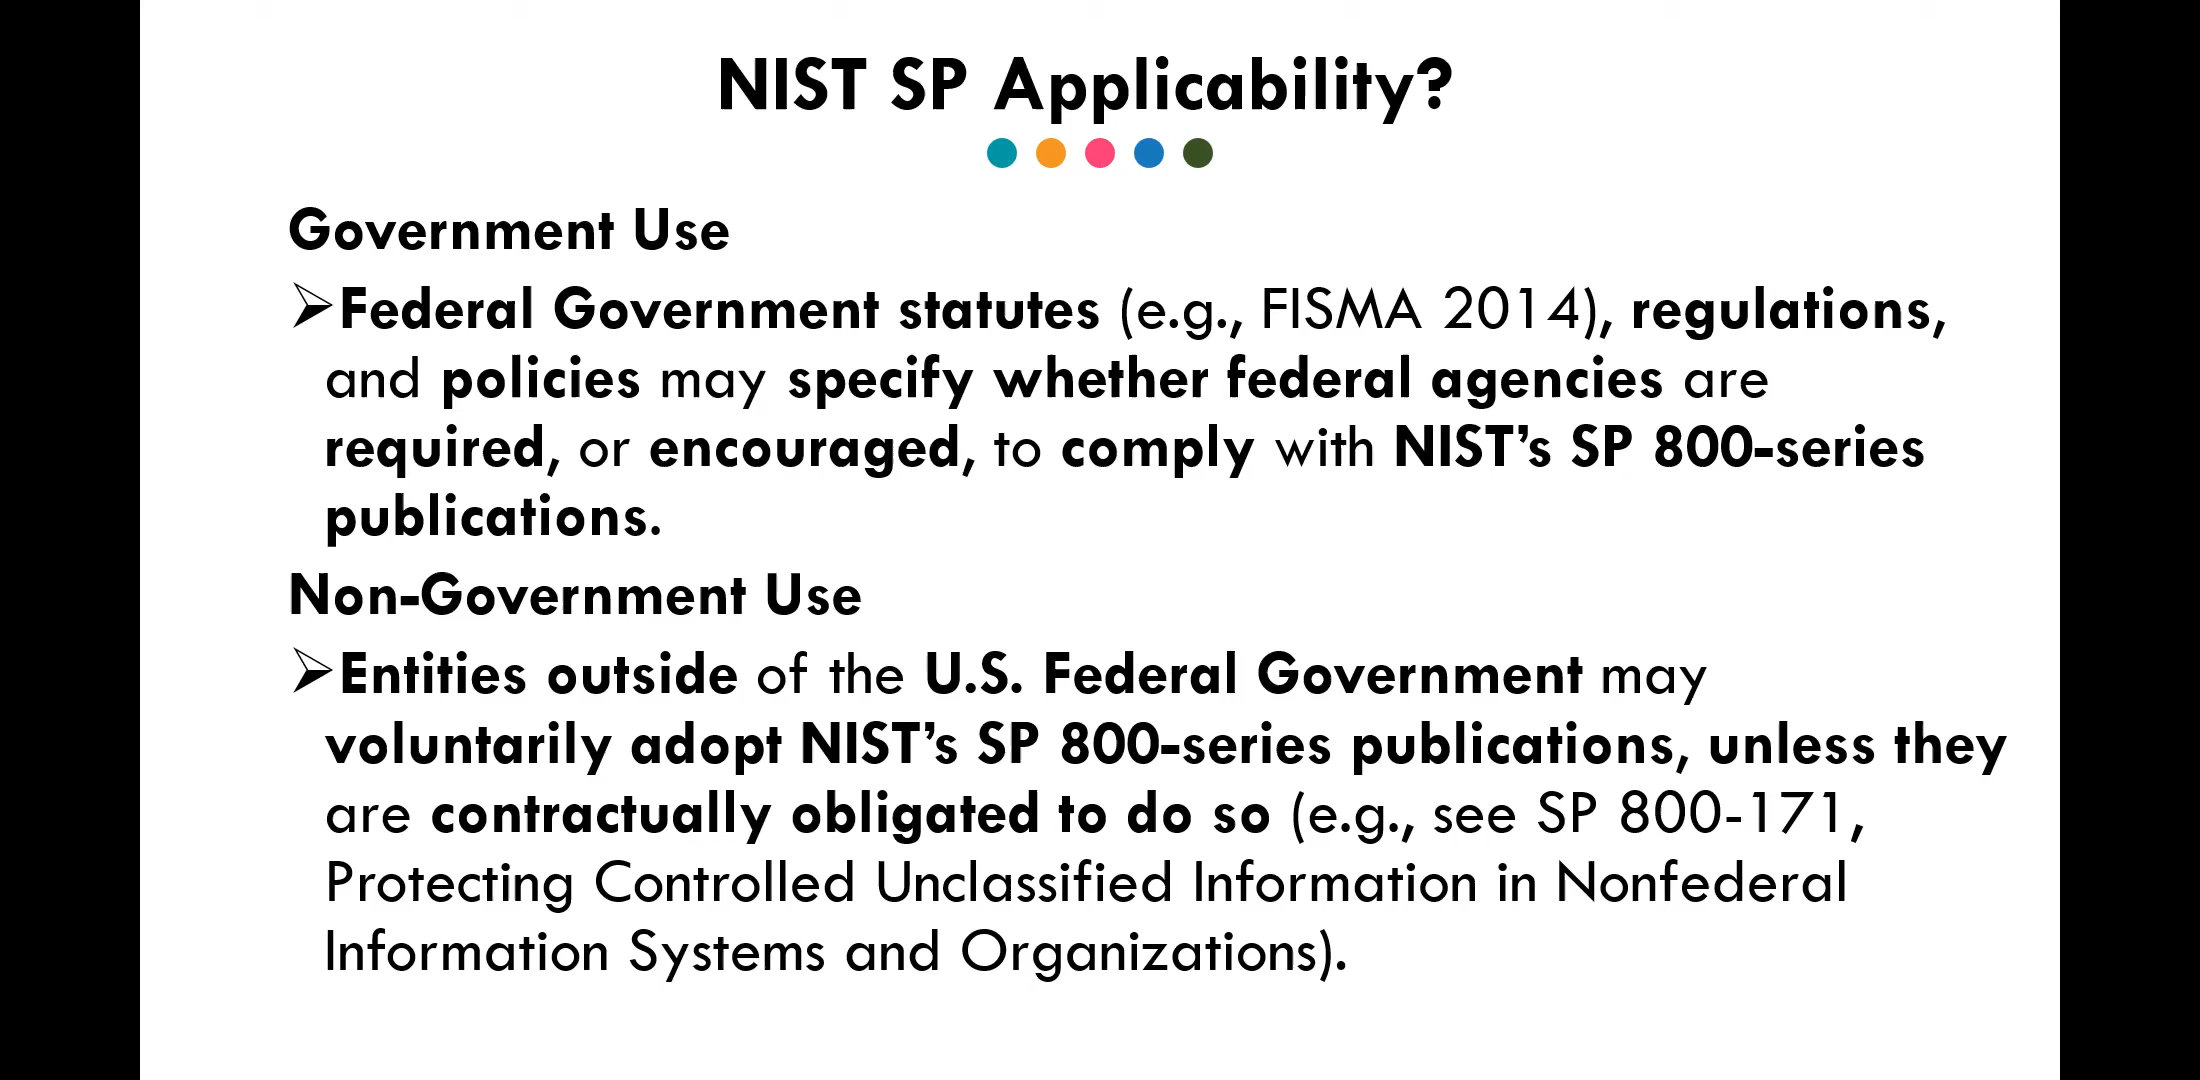 NIST SP Applicability?
Government Use
➢Federal Government statutes (e.g., FISMA 2014), regulations,
and policies may specify whether federal agencies are
required, or encouraged, to comply with NIST’s SP 800-series
publications.
Non-Government Use
➢Entities outside of the U.S. Federal Government may
voluntarily adopt NIST’s SP 800-series publications, unless they
are contractually obligated to do so (e.g., see SP 800-171,
Protecting Controlled Unclassified Information in Nonfederal
Information Systems and Organizations).